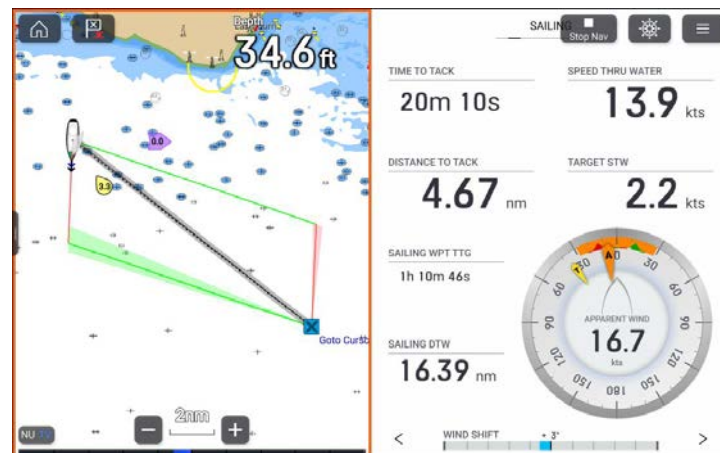 Depth
34.6 ft
0.0
3.3
Goto
2nm
NU
SAILING
Stop Nav
TIME TO TACK
20m 10s
SPEED THRU WATER
13.9 kts
DISTANCE TO TACK
4.67 nm
TARGET STW
2.2 kts
SAILING WPT TTG
1h 10m 46s
SAILING DTW
16.39 nm
30 0 30
A
T
60 60
90 90
120 120
150 180 150
APPARENT WIND
16.7
kts
WIND SHIFT
+ 3°